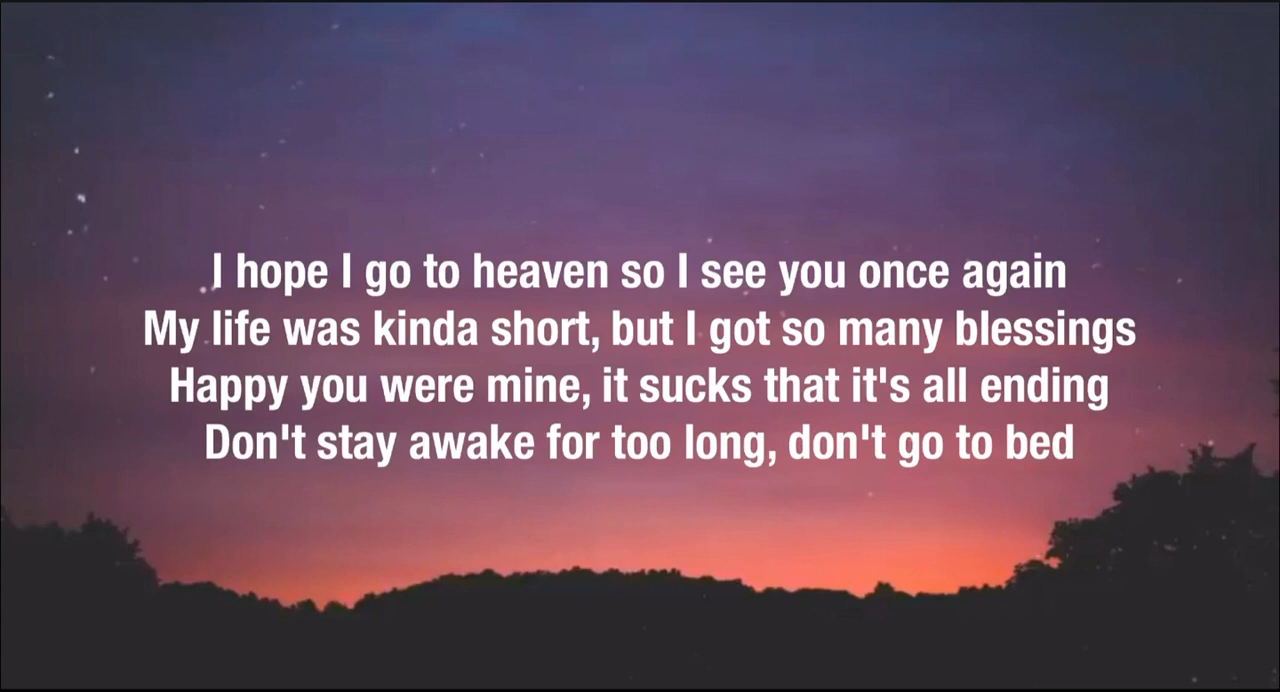 I hope I go to heaven so I see you once again
My life was kinda short, but I got so many blessings
Happy you were mine, it sucks that it's all ending
Don't stay awake for too long, don't go to bed